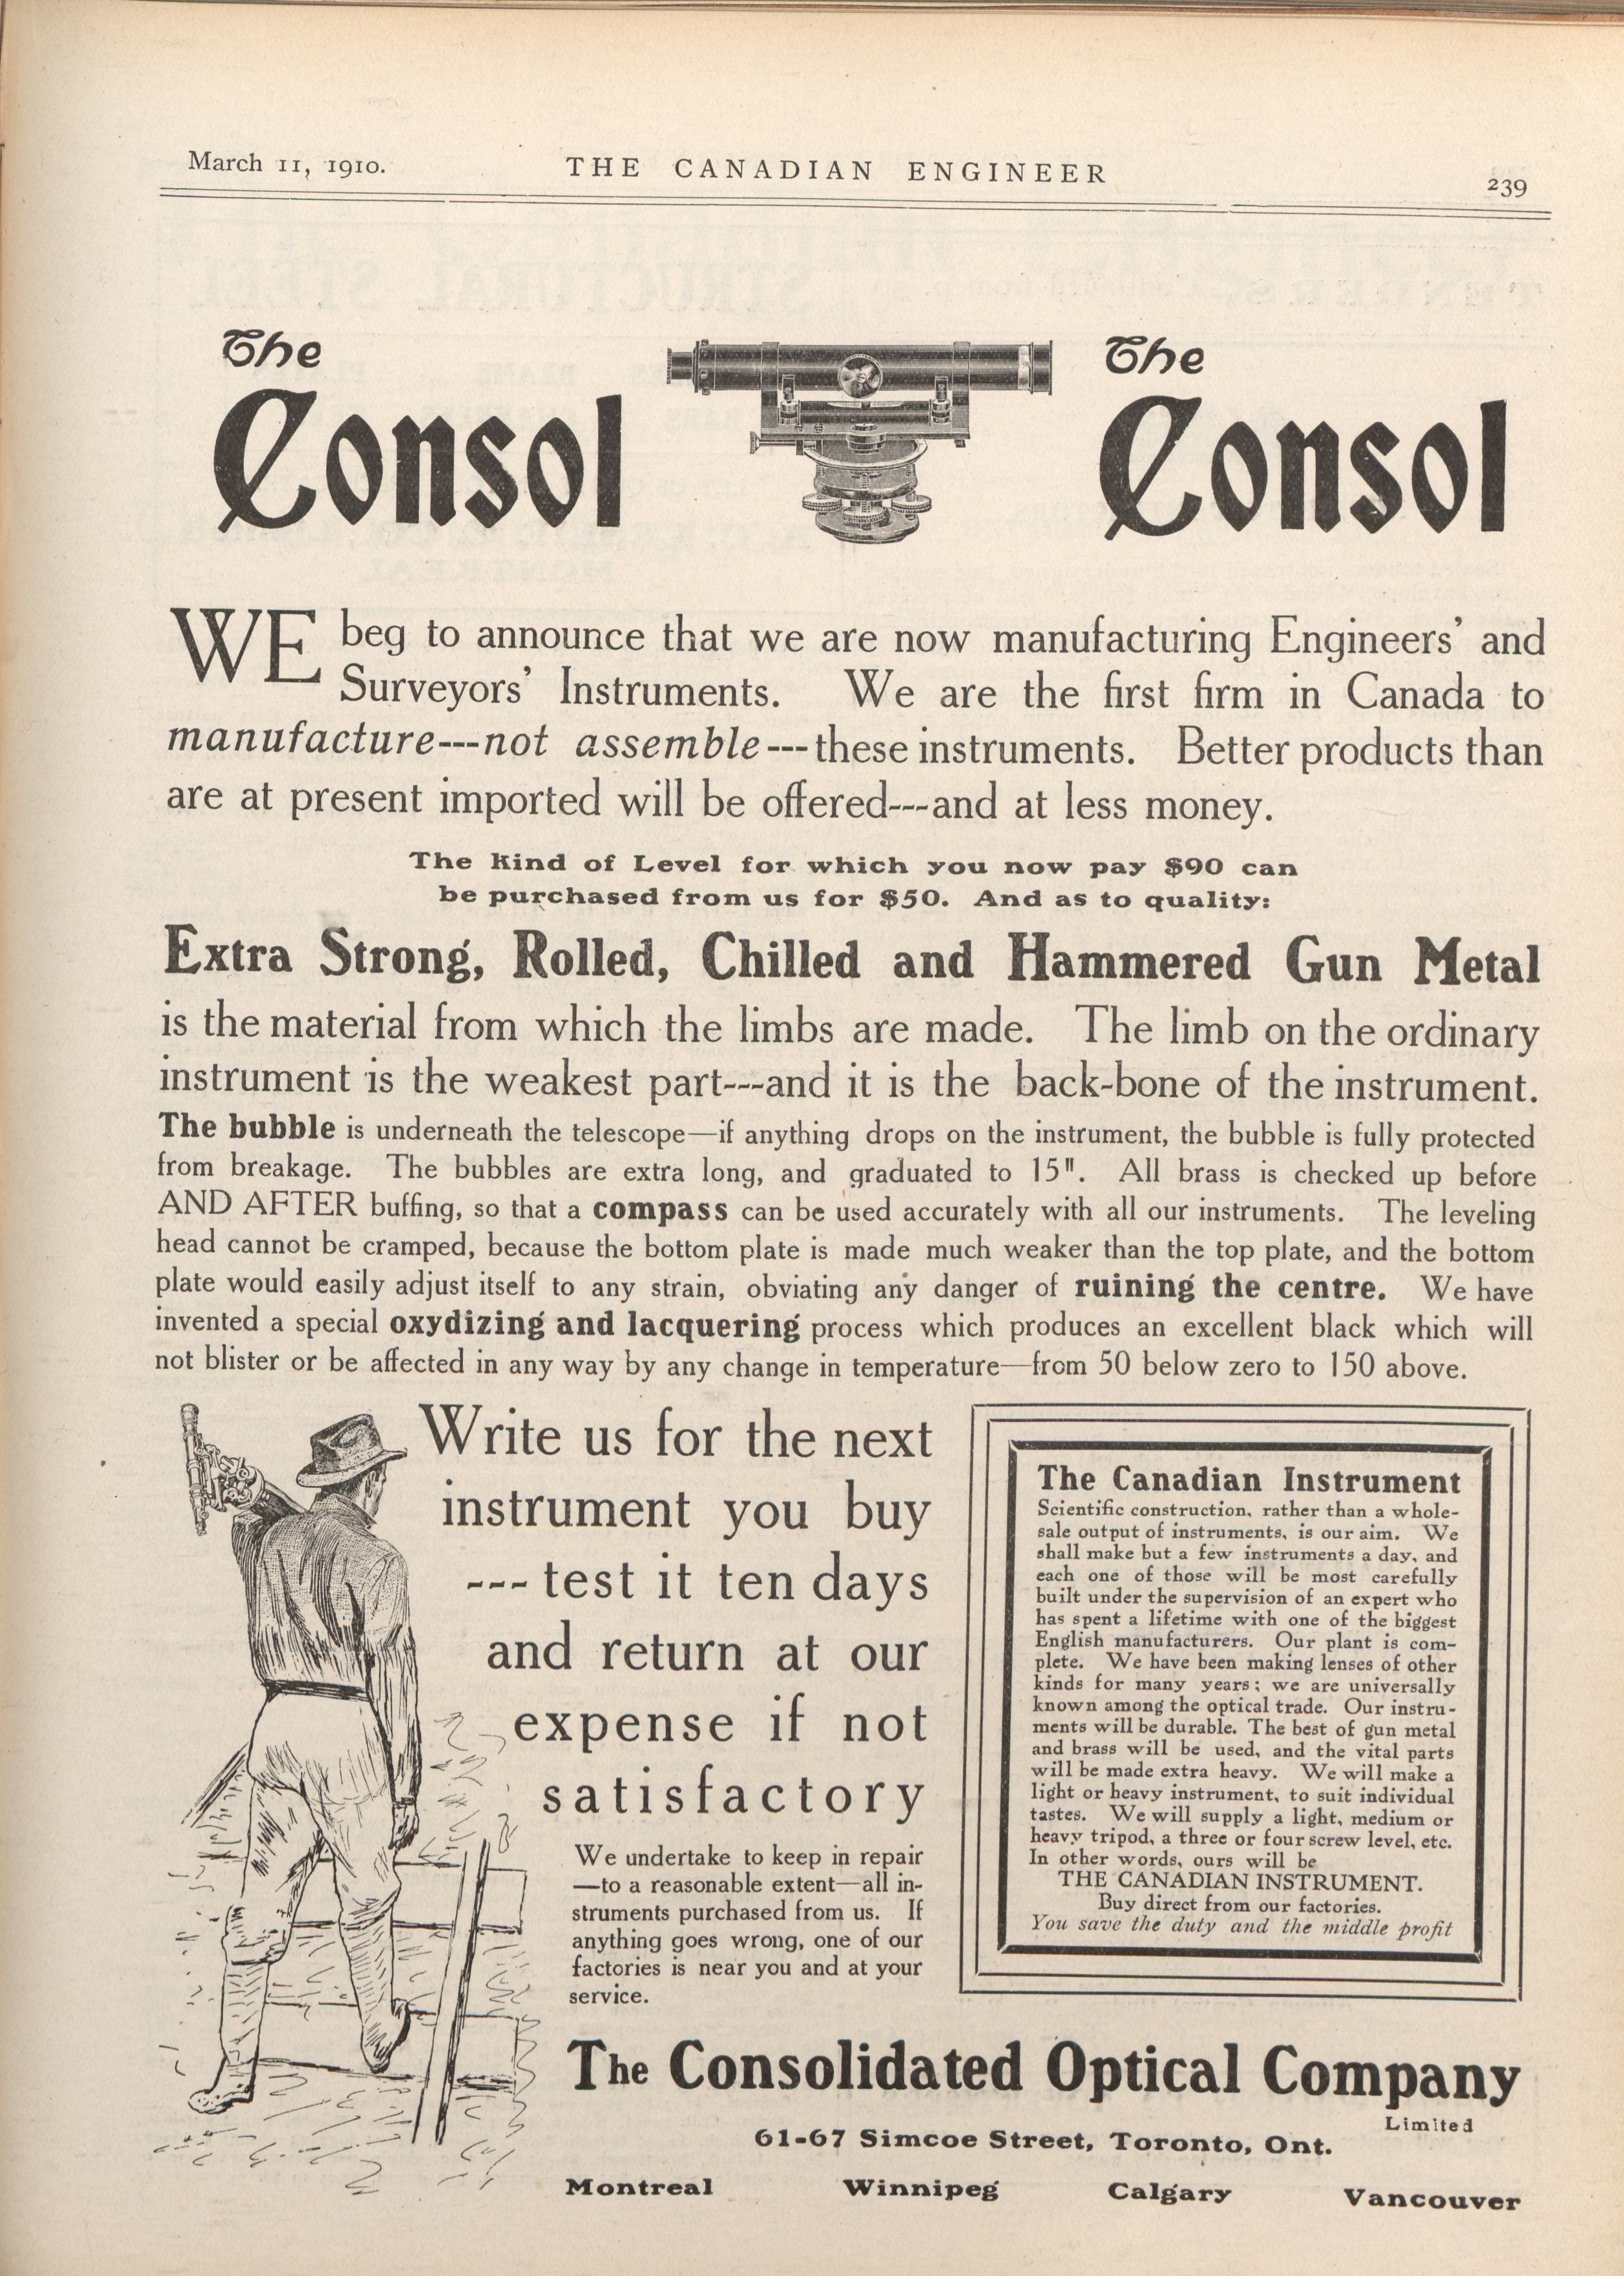 March 11, 1910.
THE CANADIAN ENGINEER
239
The
Consol
The
Consol
WE beg to announce that we are now manufacturing Engineers' and
Surveyors' Instruments. We are the first firm in Canada to
manufacture---not assemble---these instruments. Better products than
are at present imported will be offered---and at less money.
The Kind of Level for which you now pay $90 can
be purchased from us for $50. And as to quality:
Extra Strong, Rolled, Chilled and Hammered Gun Metal
is the material from which the limbs are made. The limb on the ordinary
instrument is the weakest part---and it is the back-bone of the instrument.
The bubble is underneath the telescope—if anything drops on the instrument, the bubble is fully protected
from breakage. The bubbles are extra long, and graduated to 15". All brass is checked up before
AND AFTER buffing, so that a compass can be used accurately with all our instruments. The leveling
head cannot be cramped, because the bottom plate is made much weaker than the top plate, and the bottom
plate would easily adjust itself to any strain, obviating any danger of ruining the centre. We have
invented a special oxydizing and lacquering process which produces an excellent black which will
not blister or be affected in any way by any change in temperature—from 50 below zero to 150 above.
Write us for the next
instrument you buy
--- test it ten days
and return at our
expense if not
satisfactory
We undertake to keep in repair
—to a reasonable extent—all in-
struments purchased from us. If
anything goes wrong, one of our
factories is near you and at your
service.
The Canadian Instrument
Scientific construction, rather than a whole-
sale output of instruments, is our aim. We
shall make but a few instruments a day, and
each one of those will be most carefully
built under the supervision of an expert who
has spent a lifetime with one of the biggest
English manufacturers. Our plant is com-
plete. We have been making lenses of other
kinds for many years; we are universally
known among the optical trade. Our instru-
ments will be durable. The best of gun metal
and brass will be used, and the vital parts
will be made extra heavy. We will make a
light or heavy instrument, to suit individual
tastes. We will supply a light, medium or
heavy tripod, a three or four screw level, etc.
In other words, ours will be
THE CANADIAN INSTRUMENT.
Buy direct from our factories.
You save the duty and the middle profit
The Consolidated Optical Company
Limited
61-67 Simcoe Street, Toronto, Ont.
Montreal Winnipeg Calgary Vancouver